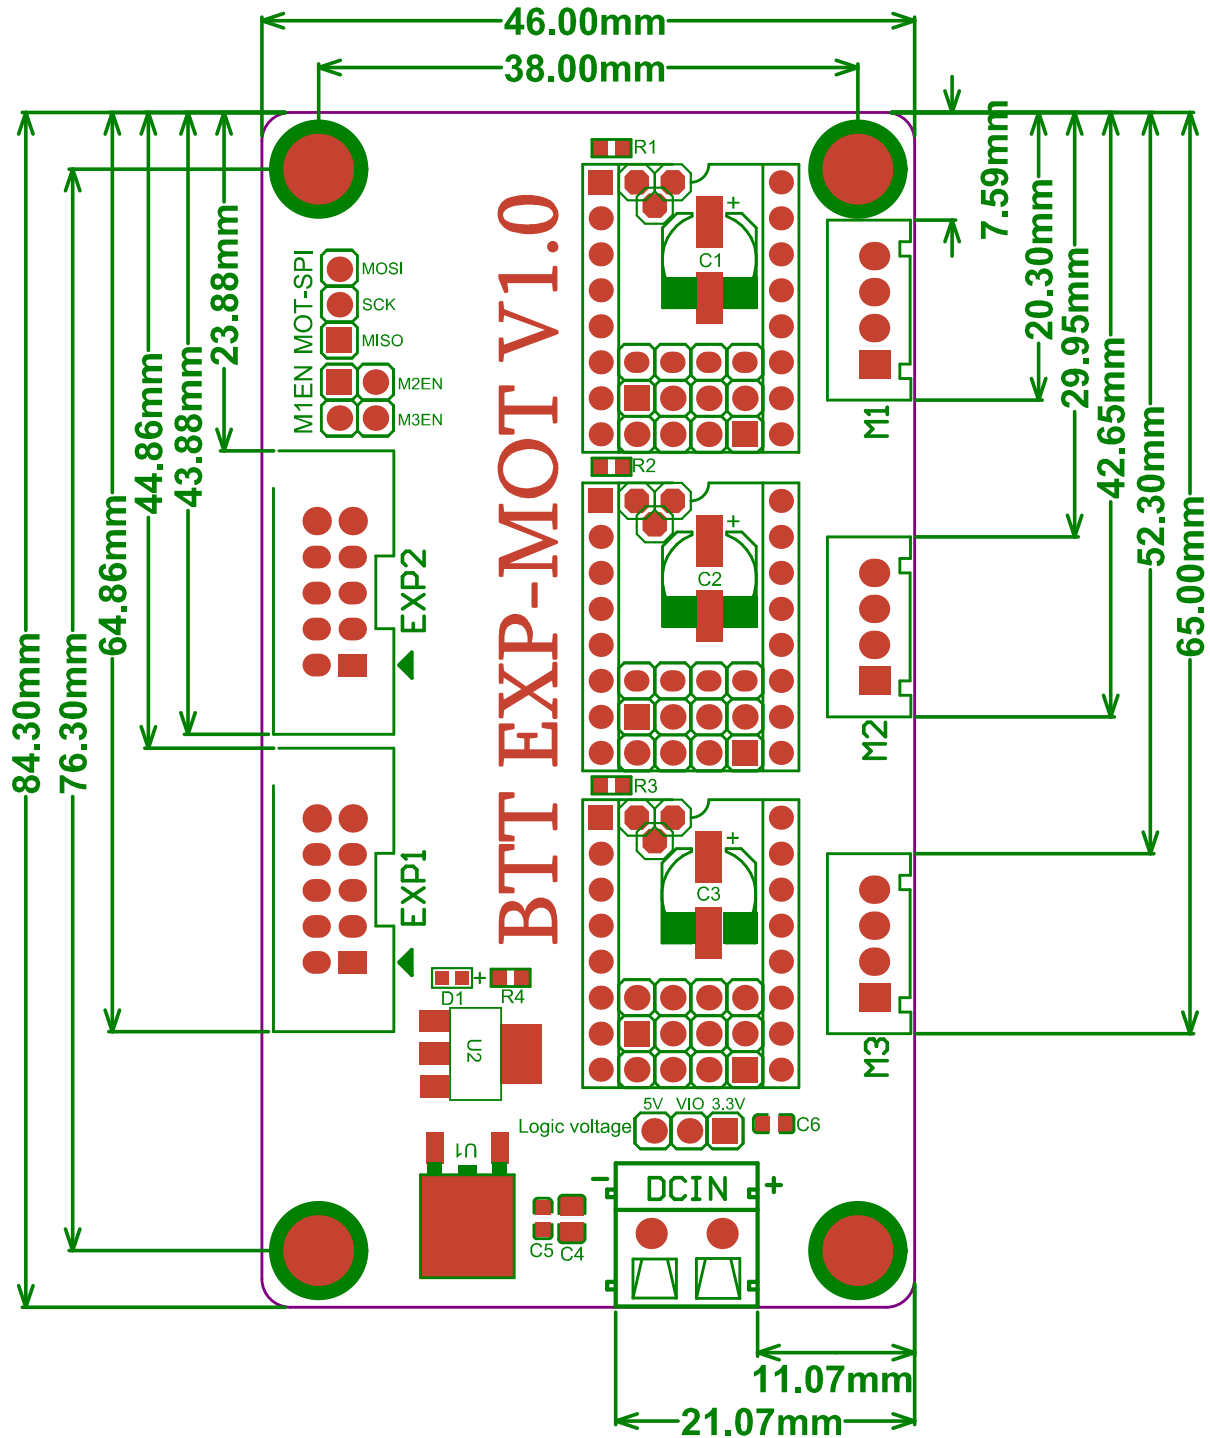 46.00mm
38.00mm
7.59mm
20.30mm
29.95mm
42.65mm
52.30mm
65.00mm
84.30mm
76.30mm
64.86mm
44.86mm
43.88mm
23.88mm
MOT-SPI
MOSI
SCK
MISO
M1EN
M2EN
M3EN
BTT EXP-MOT V1.0
R1
+
C1
M1
R2
+
C2
M2
R3
+
C3
M3
EXP2
EXP1
D1
+
R4
U2
U1
5V VIO 3.3V
Logic voltage
C6
- DCIN +
C5 C4
11.07mm
21.07mm